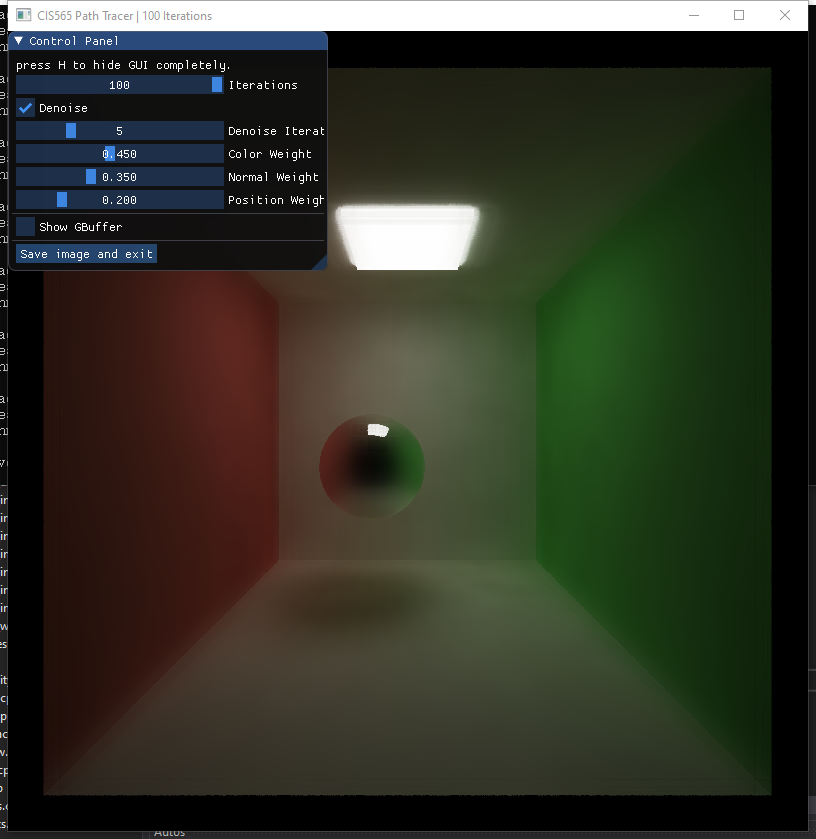 CIS565 Path Tracer | 100 Iterations
Control Panel
press H to hide GUI completely.
100 Iterations
Denoise
5 Denoise Iterat
0.450 Color Weight
0.350 Normal Weight
0.200 Position Weigh
Show GBuffer
Save image and exit
Autos